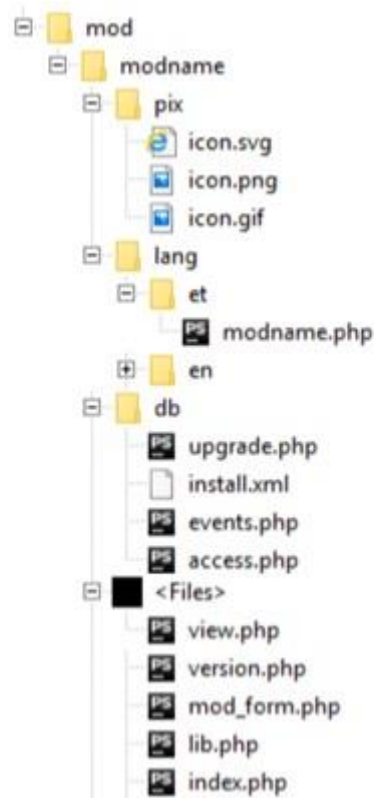 mod
modname
pix
icon.svg
icon.png
icon.gif
lang
et
modname.php
en
db
upgrade.php
install.xml
events.php
access.php
<Files>
view.php
version.php
mod_form.php
lib.php
index.php